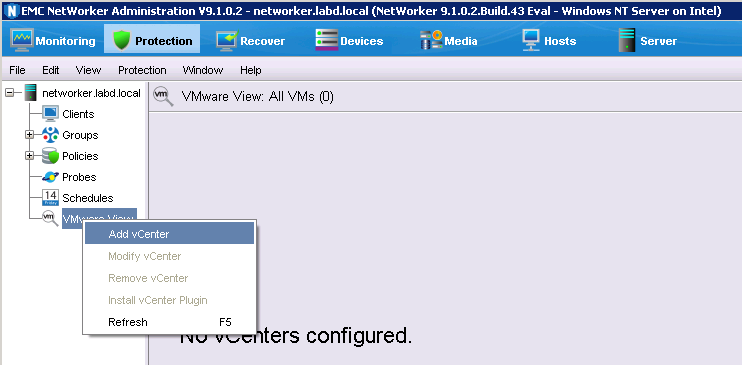 EMC NetWorker Administration V9.1.0.2 - networker.labd.local (NetWorker 9.1.0.2.Build.43 Eval - Windows NT Server on Intel)
Monitoring Protection Recover Devices Media Hosts Server
File Edit View Protection Window Help
networker.labd.local
VMware View: All VMs (0)
Clients
Groups
Policies
Probes
14
Friday
Schedules
VMware View
Add vCenter
Modify vCenter
Remove vCenter
Install vCenter Plugin
Refresh F5
No vCenters configured.